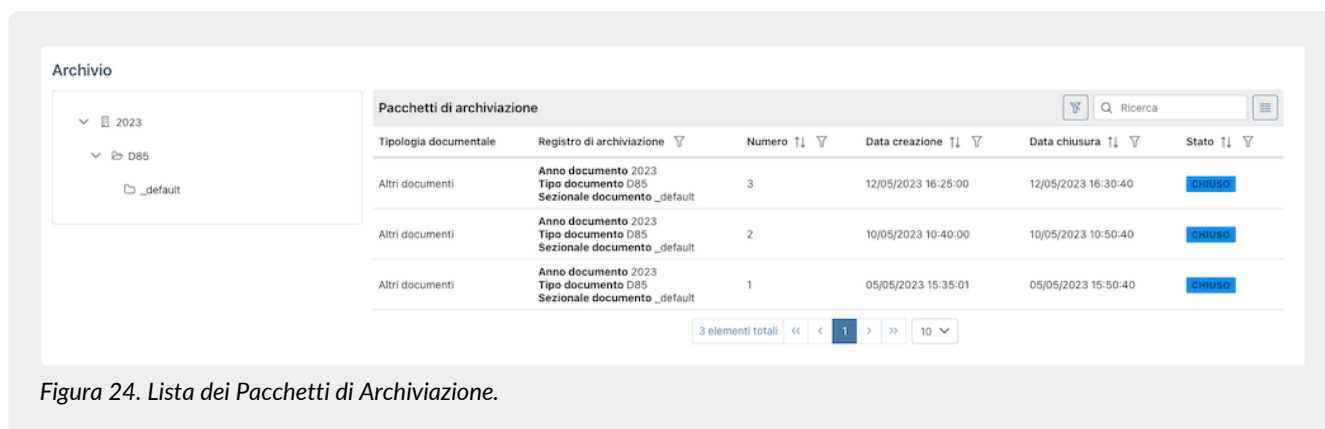 Archivio
2023
D85
_default
Pacchetti di archiviazione
Ricerca
Tipologia documentale Registro di archiviazione Numero Data creazione Data chiusura Stato
Altri documenti
Anno documento 2023
Tipo documento D85
Sezionale documento _default
3 12/05/2023 16:25:00 12/05/2023 16:30:40 CHIUSO
Altri documenti
Anno documento 2023
Tipo documento D85
Sezionale documento _default
2 10/05/2023 10:40:00 10/05/2023 10:50:40 CHIUSO
Altri documenti
Anno documento 2023
Tipo documento D85
Sezionale documento _default
1 05/05/2023 15:35:01 05/05/2023 15:50:40 CHIUSO
3 elementi totali « ‹ 1 › » 10
Figura 24. Lista dei Pacchetti di Archiviazione.